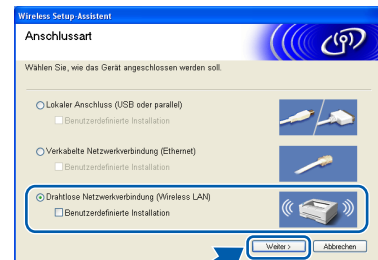 Wireless Setup-Assistent
Anschlussart
Wählen Sie, wie das Gerät angeschlossen werden soll.
Lokaler Anschluss (USB oder parallel)
Benutzerdefinierte Installation
Verkabelte Netzwerkverbindung (Ethernet)
Benutzerdefinierte Installation
Drahtlose Netzwerkverbindung (Wireless LAN)
Benutzerdefinierte Installation
Weiter > Abbrechen